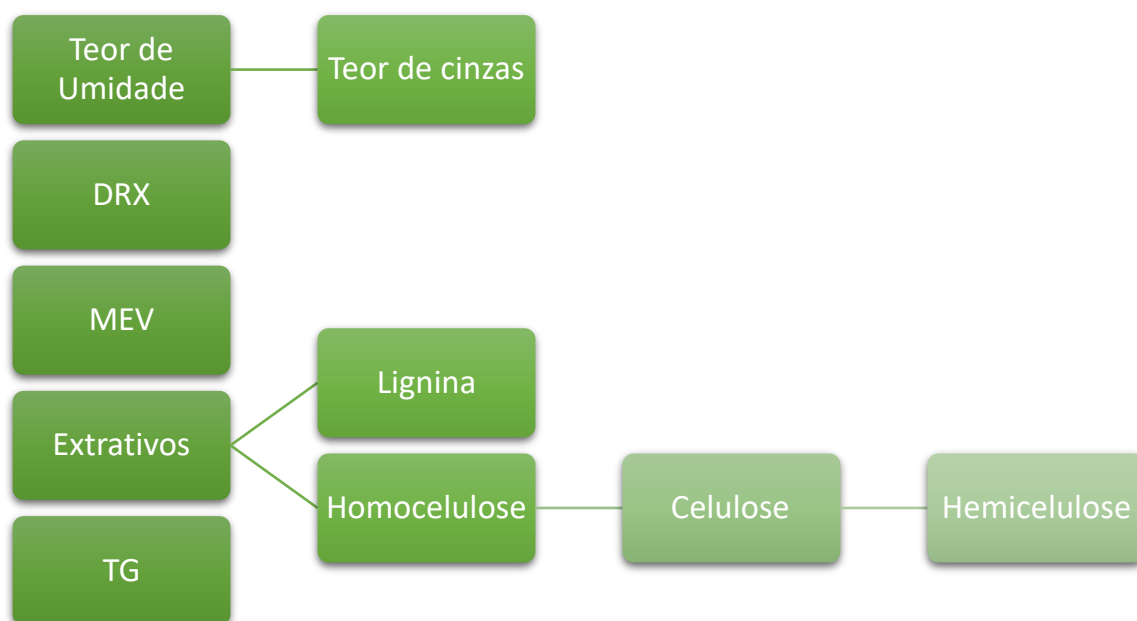 Teor de
Umidade
Teor de cinzas
DRX
MEV
Extrativos
Lignina
Homocelulose
Celulose
Hemicelulose
TG